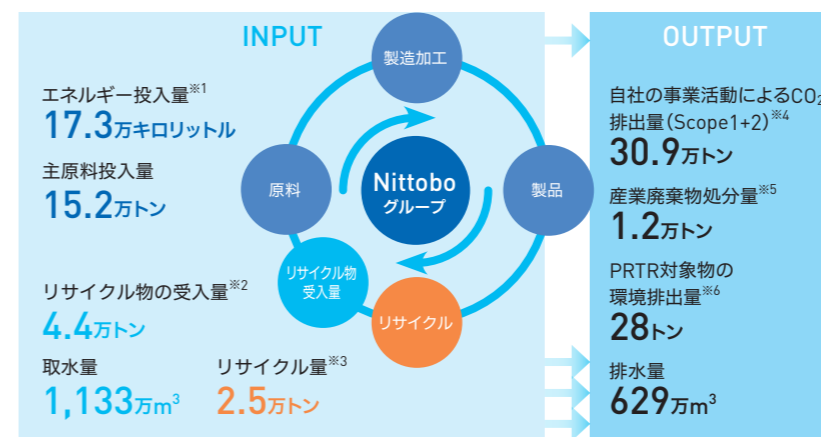 INPUT
エネルギー投入量※1
17.3万キロリットル
主原料投入量
15.2万トン
リサイクル物の受入量※2
4.4万トン
取水量
1,133万m³
リサイクル量※3
2.5万トン
製造加工
原料
Nittobo
グループ
製品
リサイクル物
受入量
リサイクル
OUTPUT
自社の事業活動によるCO₂
排出量(Scope1+2)※4
30.9万トン
産業廃棄物処分量※5
1.2万トン
PRTR対象物の
環境排出量※6
28トン
排水量
629万m³